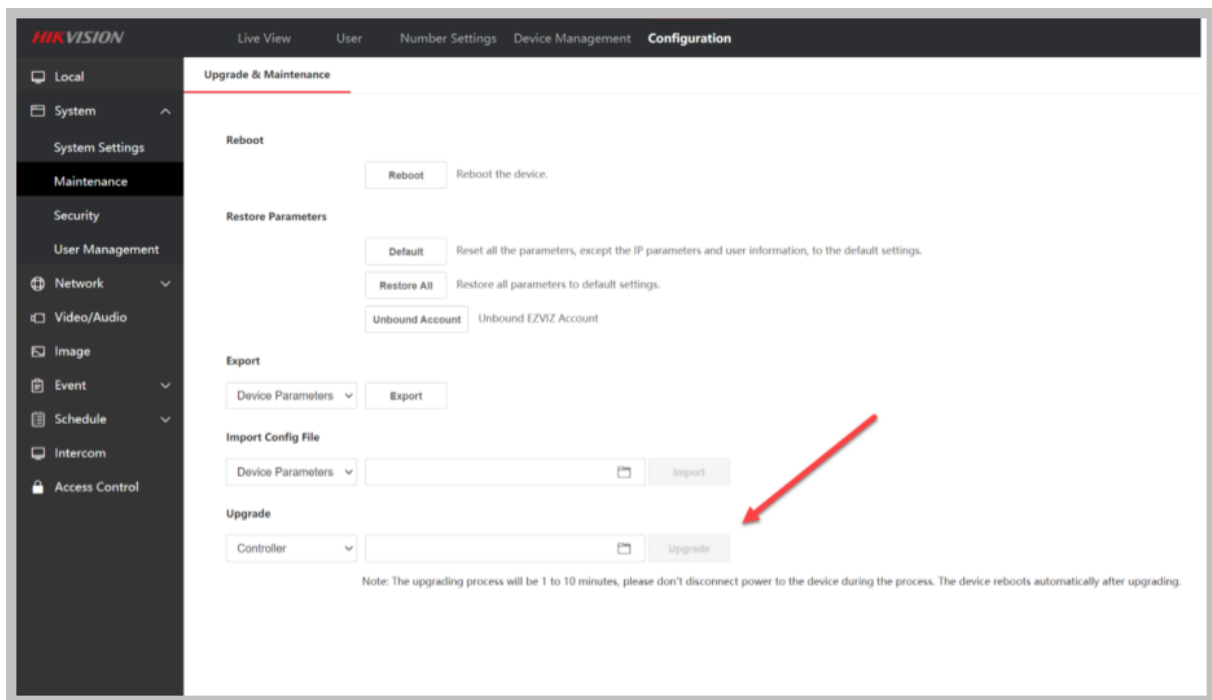 HIKVISION Live View User Number Settings Device Management Configuration
Local
System
System Settings
Maintenance
Security
User Management
Network
Video/Audio
Image
Event
Schedule
Intercom
Access Control
Upgrade & Maintenance
Reboot
Reboot Reboot the device.
Restore Parameters
Default Reset all the parameters, except the IP parameters and user information, to the default settings.
Restore All Restore all parameters to default settings.
Unbound Account Unbound EZVIZ Account
Export
Device Parameters Export
Import Config File
Device Parameters Import
Upgrade
Controller Upgrade
Note: The upgrading process will be 1 to 10 minutes, please don't disconnect power to the device during the process. The device reboots automatically after upgrading.